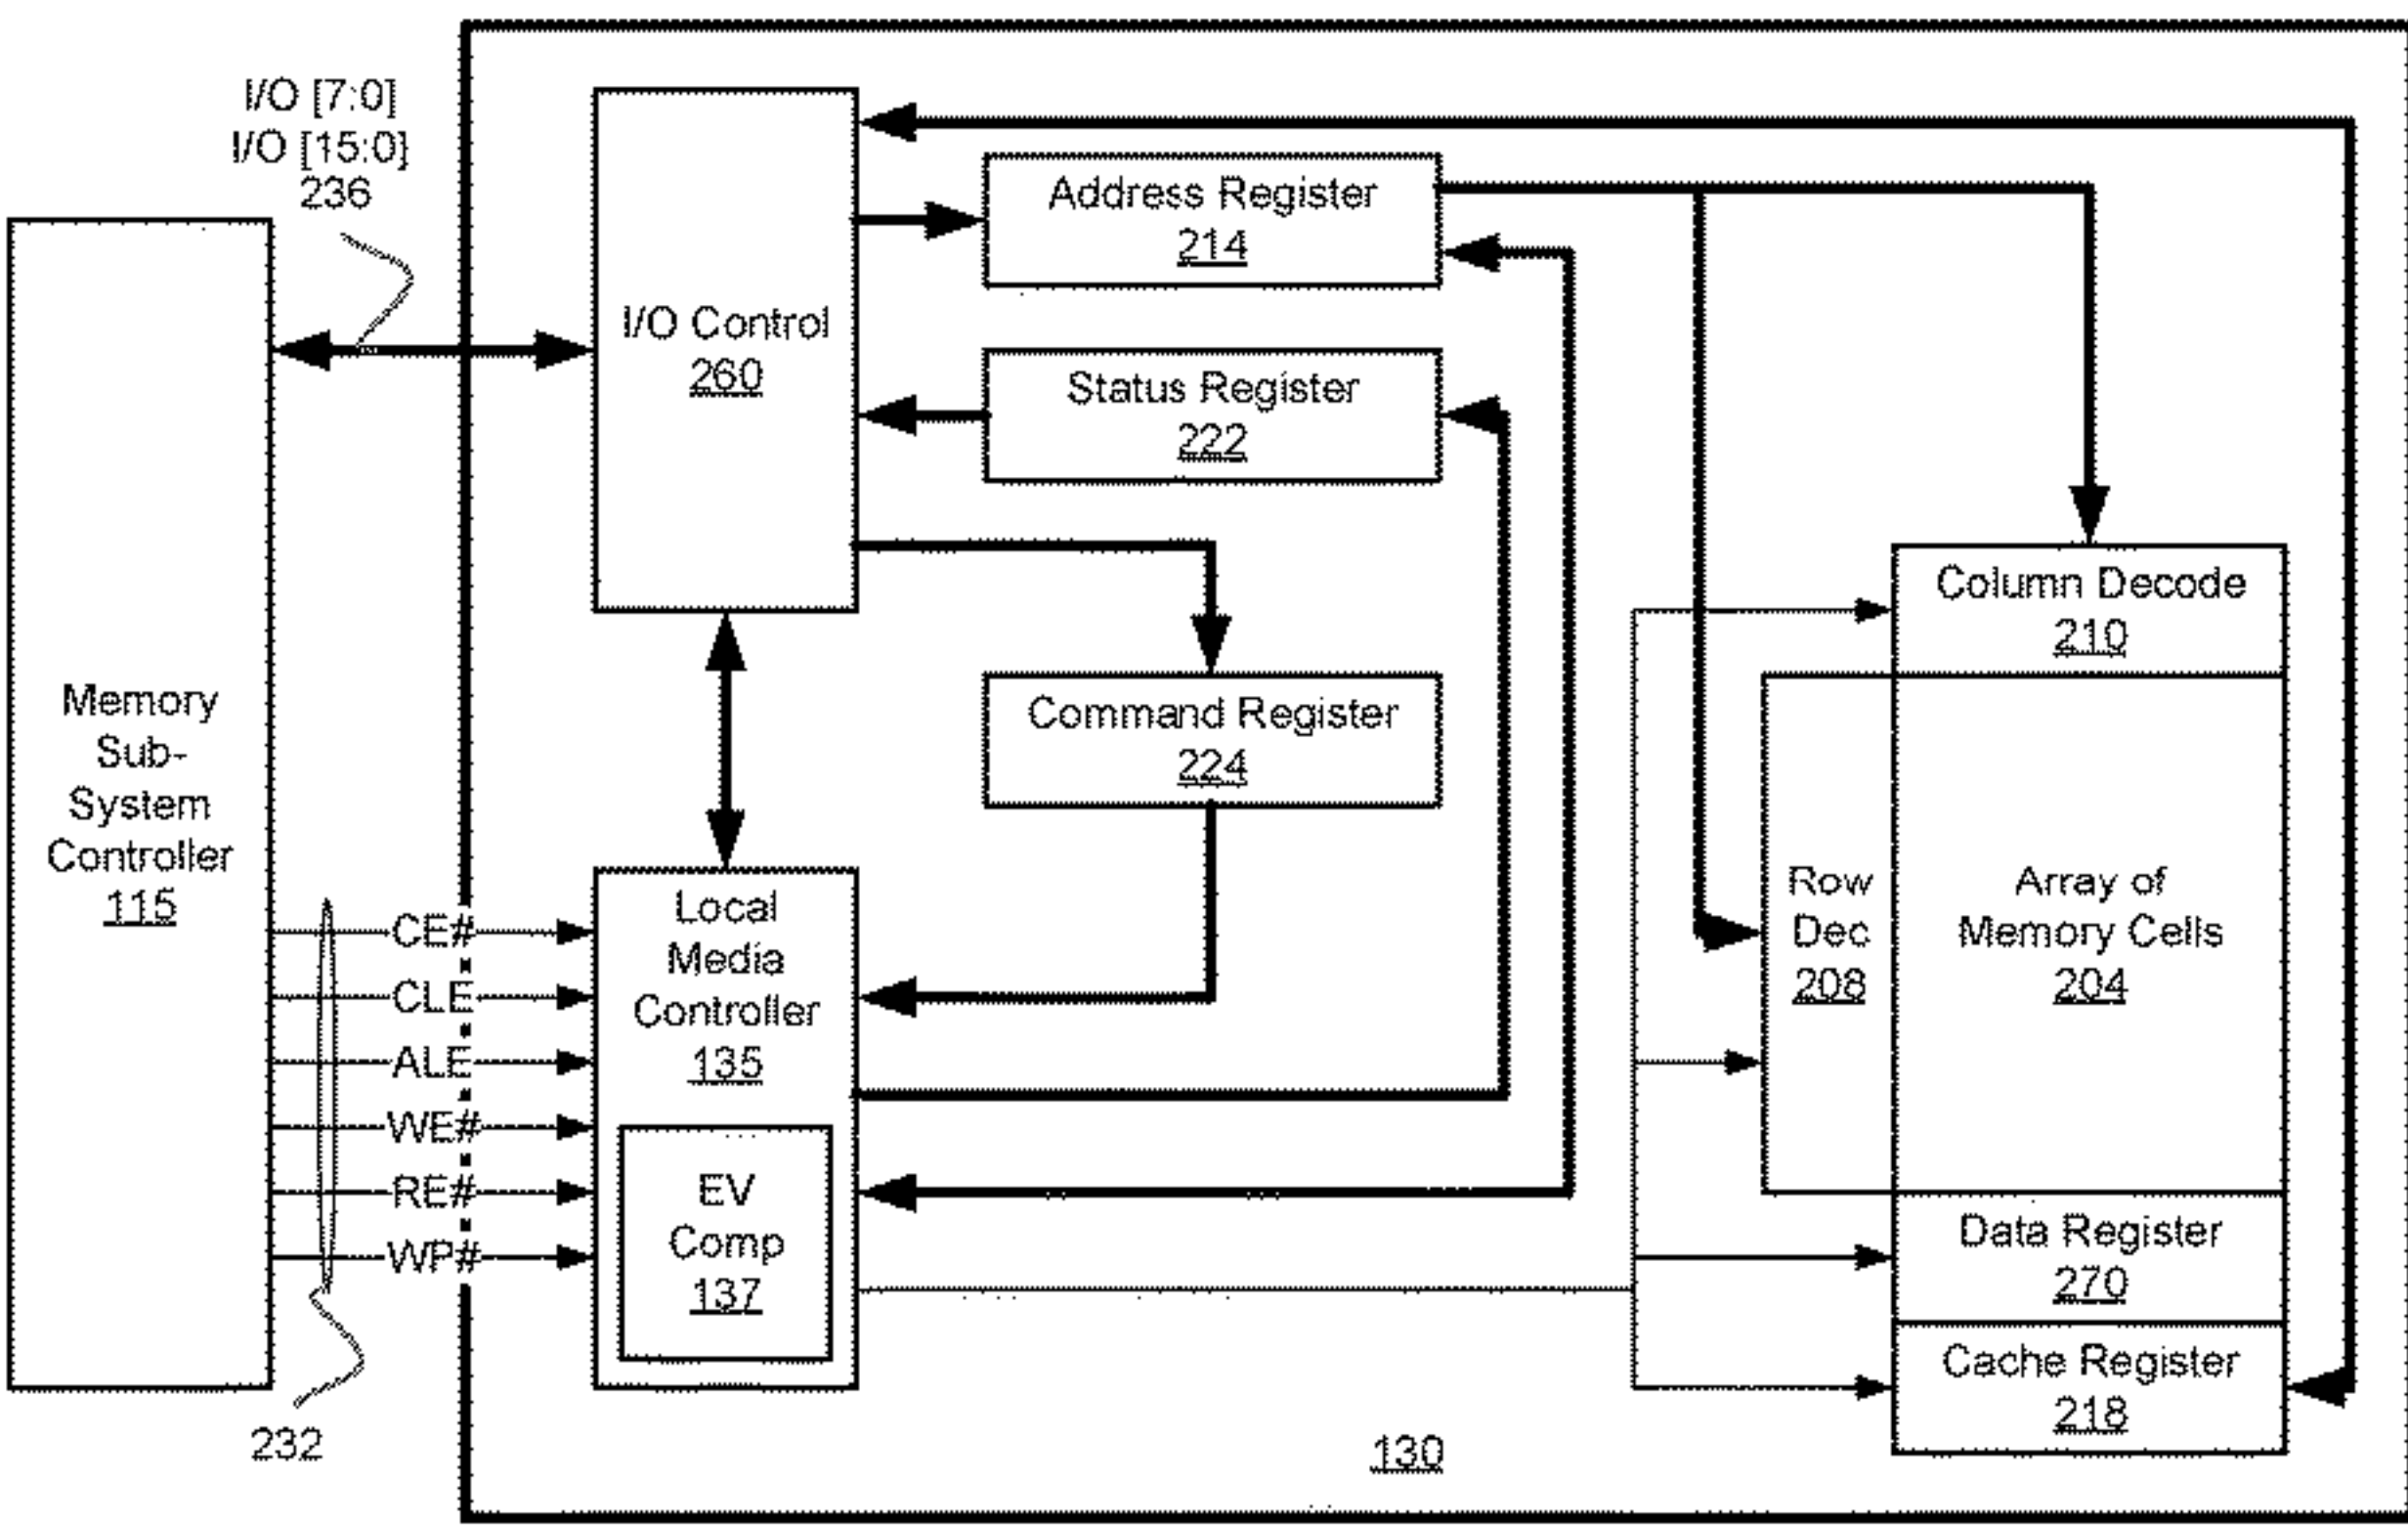 I/O [7:0]
I/O [15:0]
236
Memory
Sub-
System
Controller
115
I/O Control
260
Address Register
214
Status Register
222
Command Register
224
Local
Media
Controller
135
EV
Comp
137
CE#
CLE
ALE
WE#
RE#
WP#
232
Column Decode
210
Row
Dec
208
Array of
Memory Cells
204
Data Register
270
Cache Register
218
130